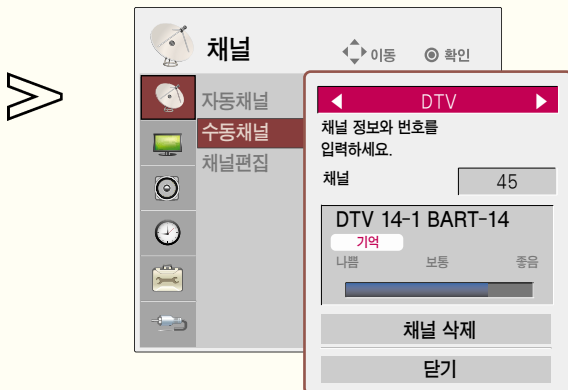 채널
이동
확인
자동채널
수동채널
채널편집
DTV
채널 정보와 번호를
입력하세요.
채널
45
DTV 14-1 BART-14
기억
나쁨 보통 좋음
채널 삭제
닫기